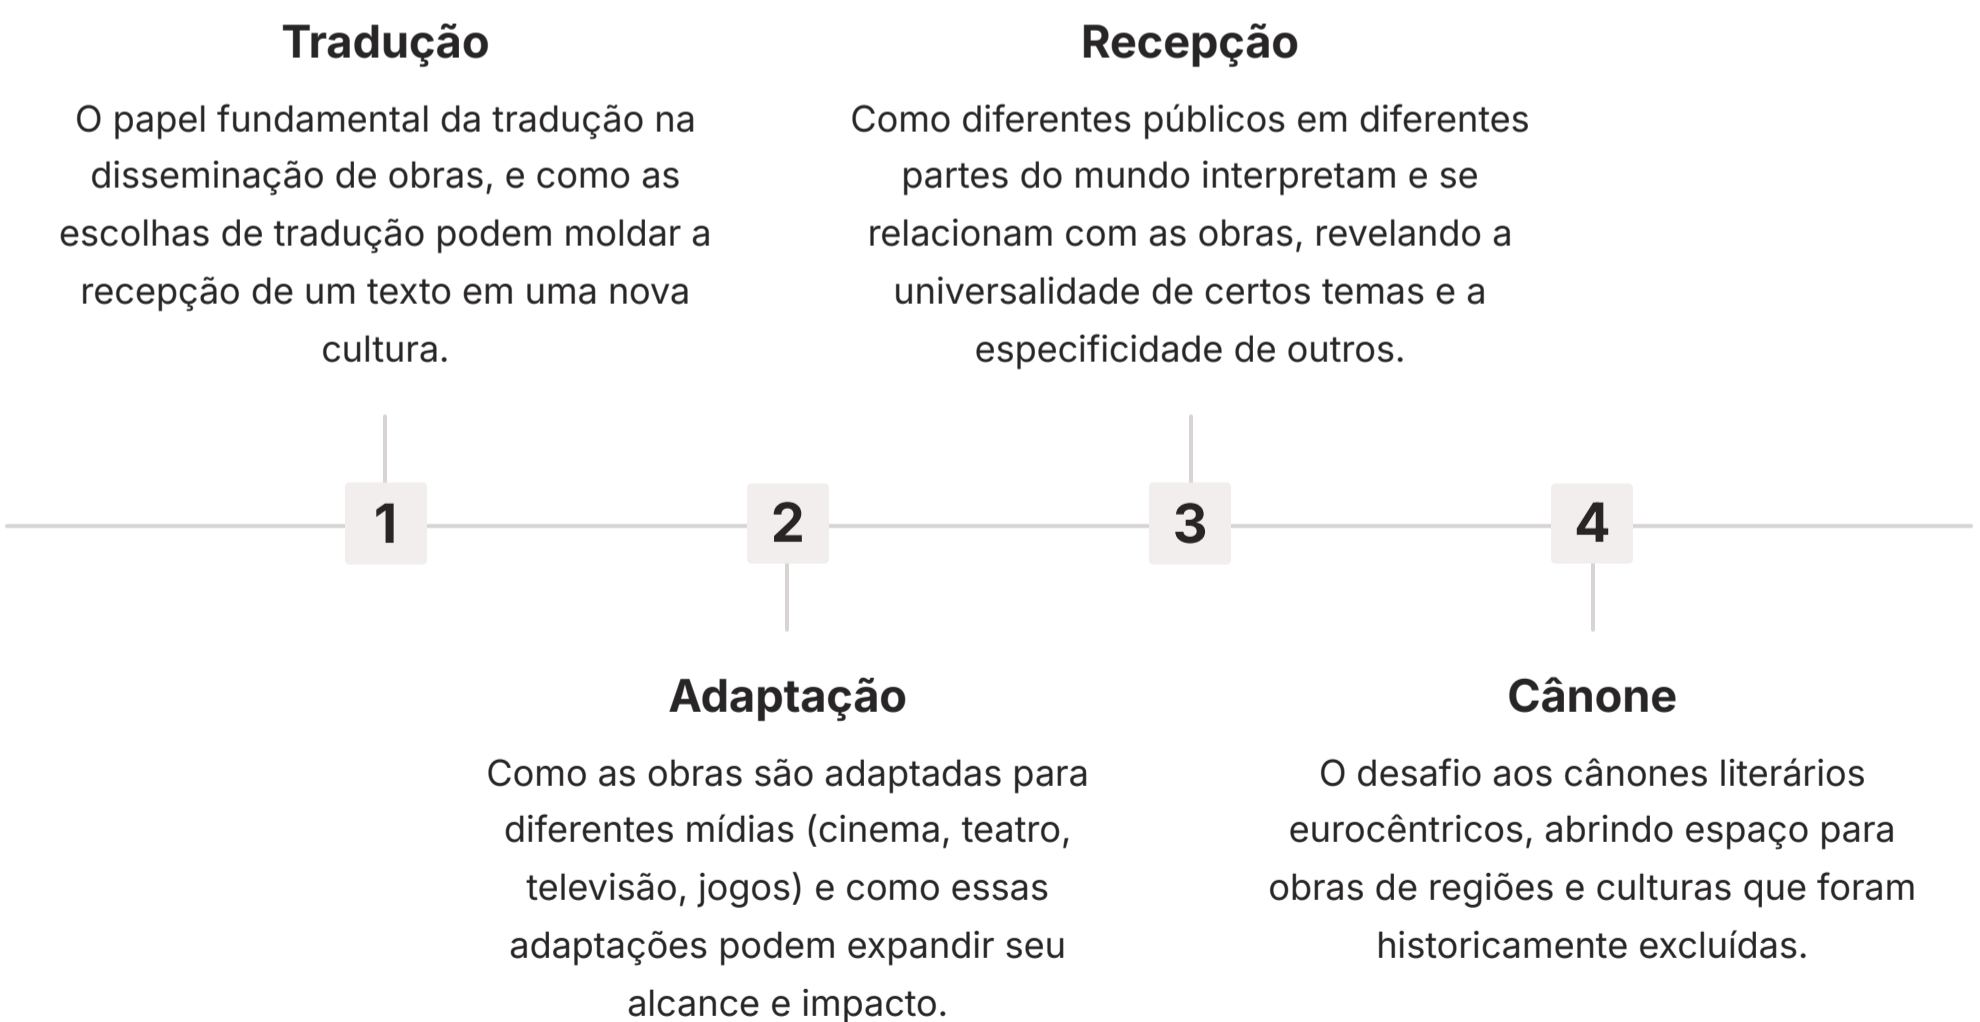 Tradução
O papel fundamental da tradução na
disseminação de obras, e como as
escolhas de tradução podem moldar a
recepção de um texto em uma nova
cultura.
Recepção
Como diferentes públicos em diferentes
partes do mundo interpretam e se
relacionam com as obras, revelando a
universalidade de certos temas e a
especificidade de outros.
1
2
3
4
Adaptação
Como as obras são adaptadas para
diferentes mídias (cinema, teatro,
televisão, jogos) e como essas
adaptações podem expandir seu
alcance e impacto.
Cânone
O desafio aos cânones literários
eurocêntricos, abrindo espaço para
obras de regiões e culturas que foram
historicamente excluídas.